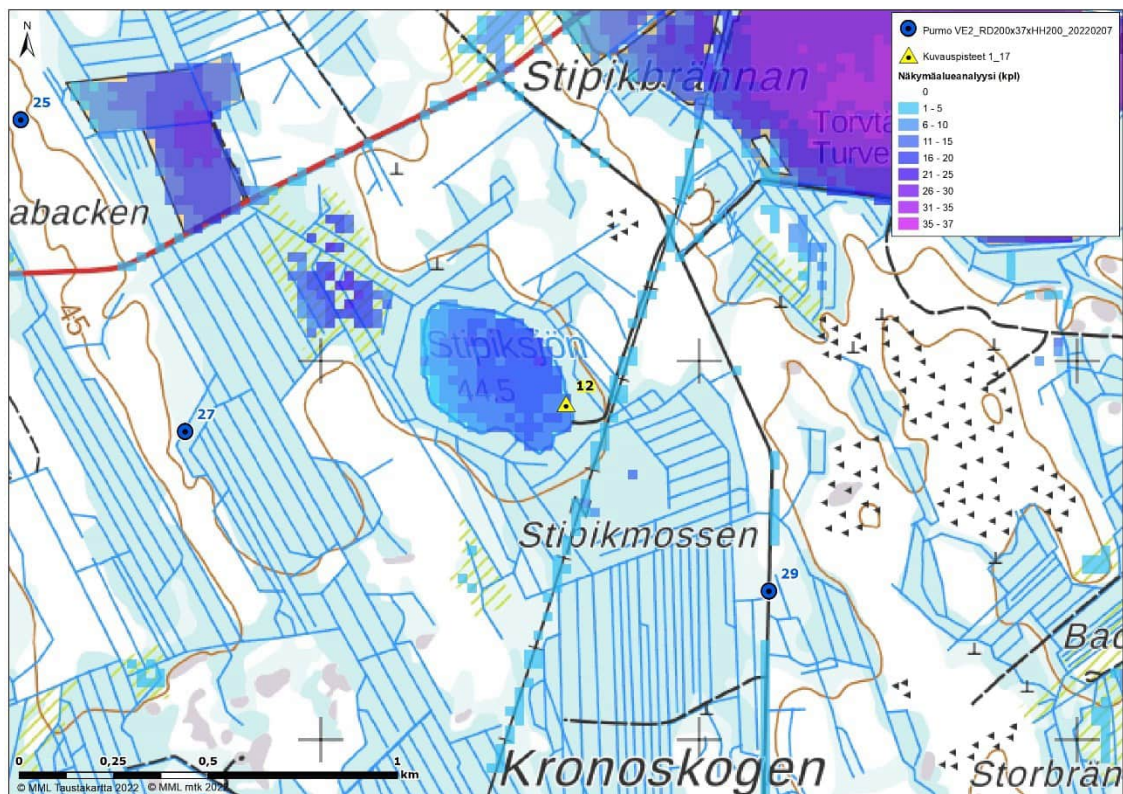 N
25
abacken
45
27
Stipikbrännan
Stipiksjön
44.5
12
Stipikmossen
29
Kronoskogen
Storbrän
Bac
Torvtä
Turve
Purmo VE2_RD200x37xHH200_20220207
Kuvauspisteet 1_17
Näkymäalueanalyysi (kpl)
0
1 - 5
6 - 10
11 - 15
16 - 20
21 - 25
26 - 30
31 - 35
35 - 37
0 0,25 0,5 1
km
© MML Taustakartta 2022 © MML mtk 202